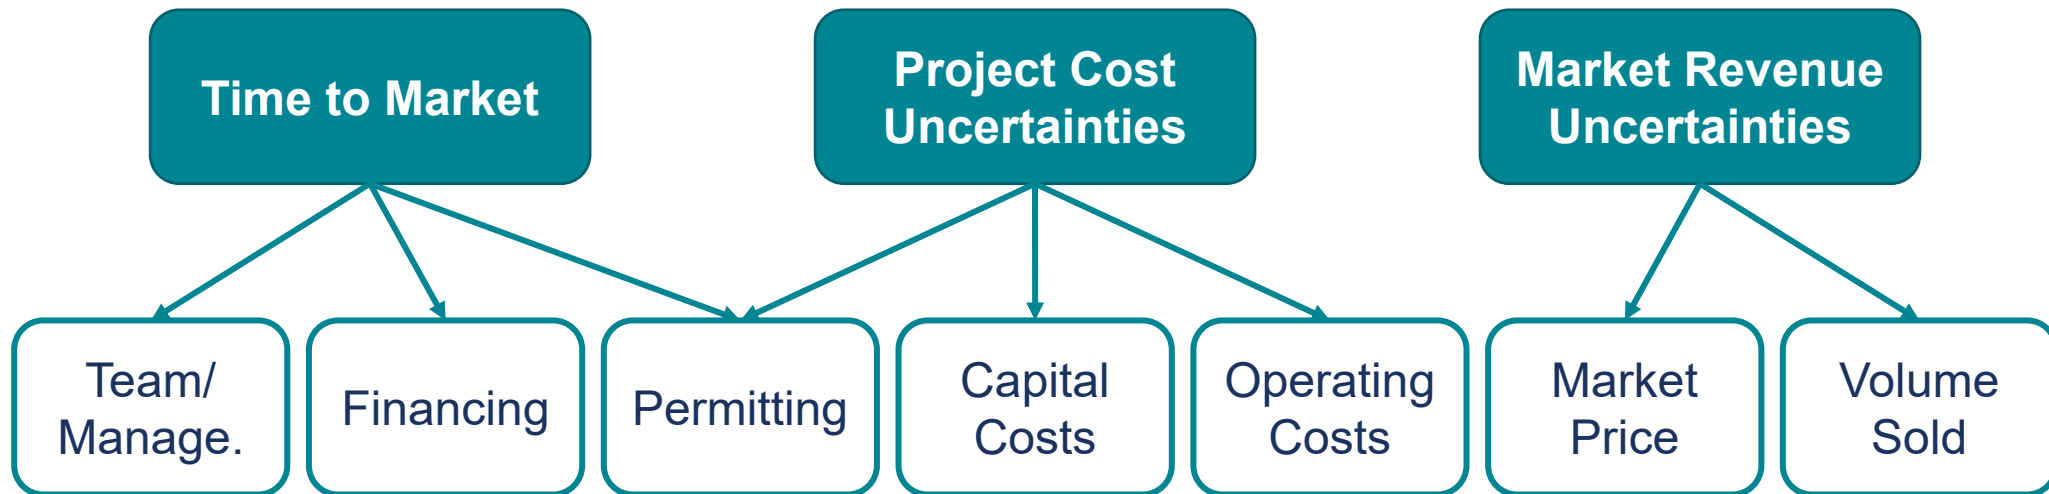 Time to Market
Project Cost
Uncertainties
Market Revenue
Uncertainties
Team/
Manage.
Financing
Permitting
Capital
Costs
Operating
Costs
Market
Price
Volume
Sold